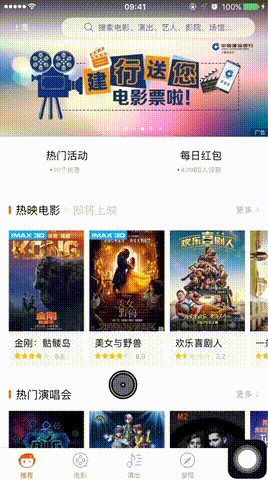 09:41
100%
上海
搜索电影、演出、艺人、影院、场馆...
中国建设银行
建行送您
电影票啦!
广告
热门活动
每日红包
10个优惠
43980人领取
热映电影
即将上映
更多
IMAX 3D
KONG
金刚
骷髅岛
IMAX 3D
美女与野兽
欢乐喜剧人
金刚:骷髅岛
美女与野兽
欢乐喜剧人
8.6
8.8
3.2
热门演唱会
更多
M2
推荐
电影
演出
发现